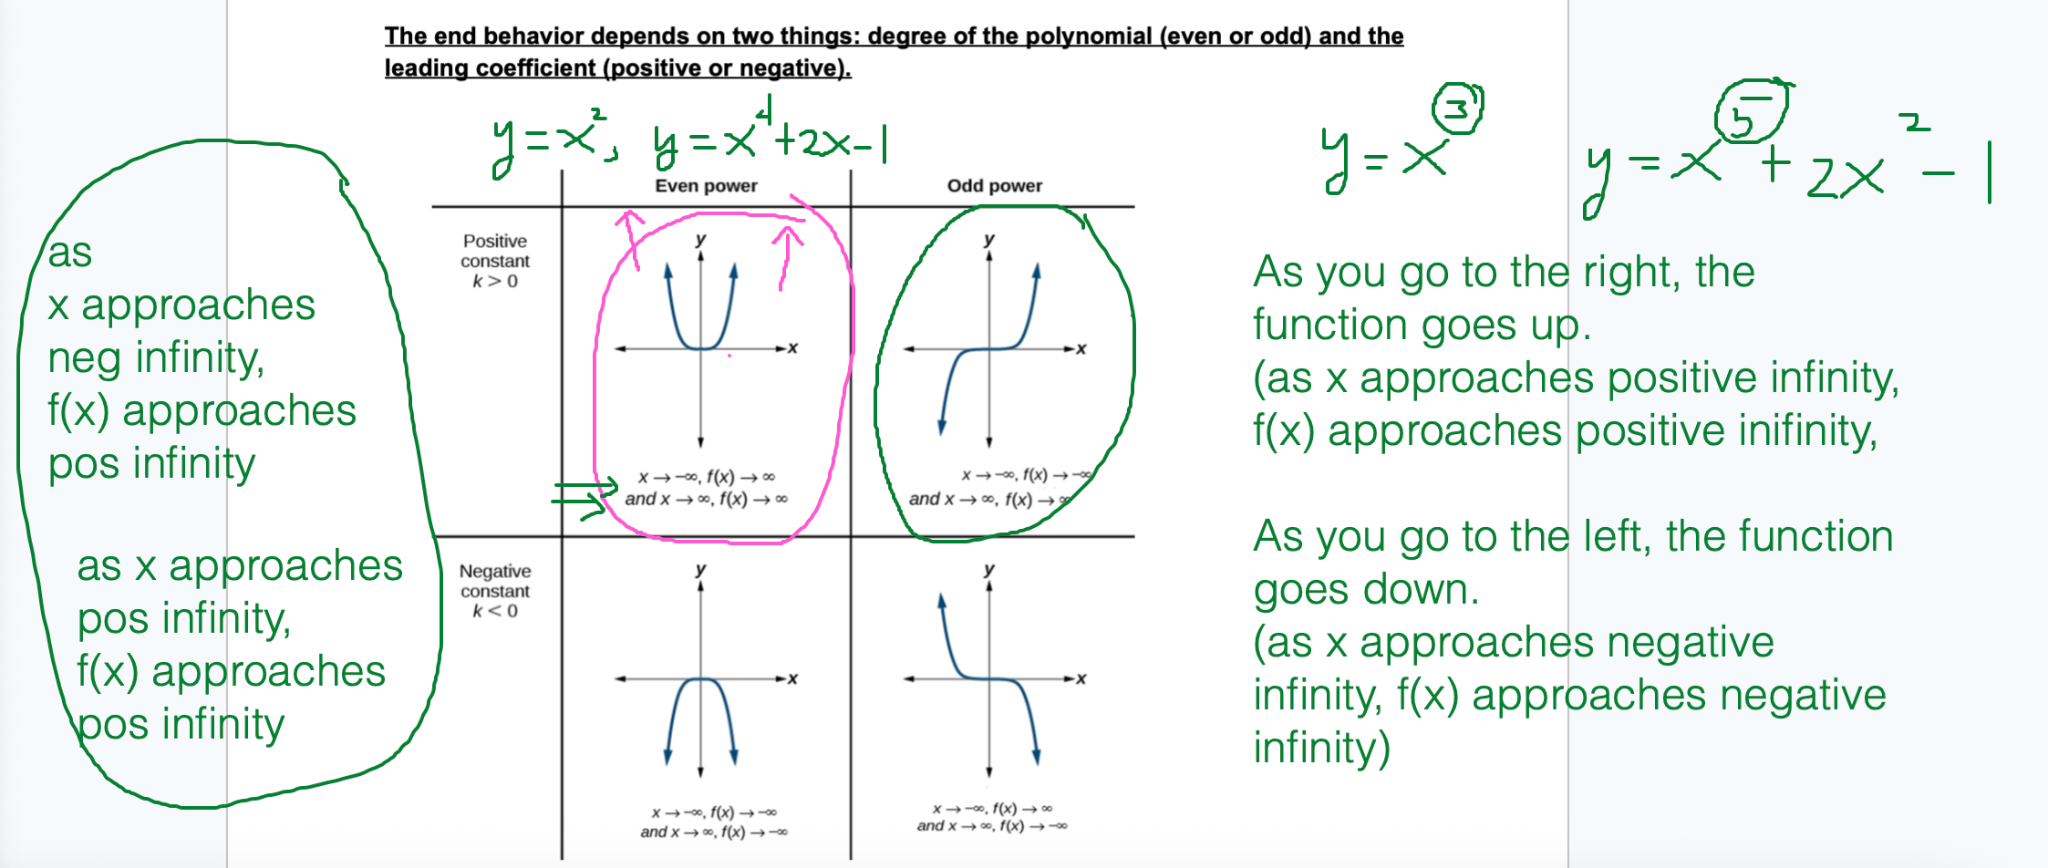 The end behavior depends on two things: degree of the polynomial (even or odd) and the
leading coefficient (positive or negative).
y=x², y=x⁴+2x-1
y=x³
y=x⁵+2x²-1
Even power
Odd power
as
x approaches
neg infinity,
f(x) approaches
pos infinity
as x approaches
pos infinity,
f(x) approaches
pos infinity
Positive
constant
k > 0
y
x
x → -∞, f(x) → ∞
and x → ∞, f(x) → ∞
y
x
x → -∞, f(x) → -∞
and x → ∞, f(x) → ∞
Negative
constant
k < 0
y
x
x → -∞, f(x) → -∞
and x → ∞, f(x) → -∞
y
x
x → -∞, f(x) → ∞
and x → ∞, f(x) → -∞
As you go to the right, the
function goes up.
(as x approaches positive infinity,
f(x) approaches positive inifinity,
As you go to the left, the function
goes down.
(as x approaches negative
infinity, f(x) approaches negative
infinity)